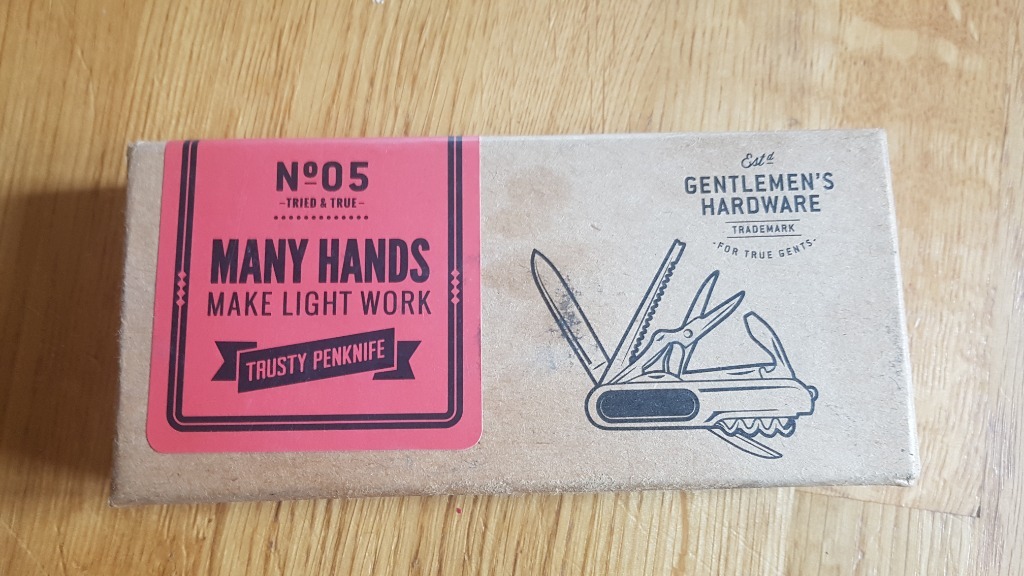 Nº05
-TRIED & TRUE-
MANY HANDS
MAKE LIGHT WORK
TRUSTY PENKNIFE
Estd
GENTLEMEN'S
HARDWARE
TRADEMARK
-FOR TRUE GENTS-